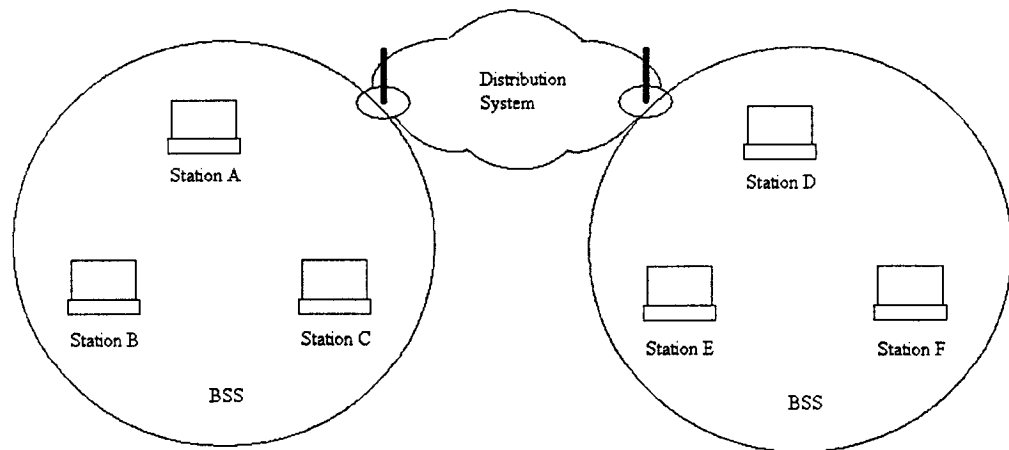 Distribution
System
Station A
Station D
Station B
Station C
Station E
Station F
BSS
BSS